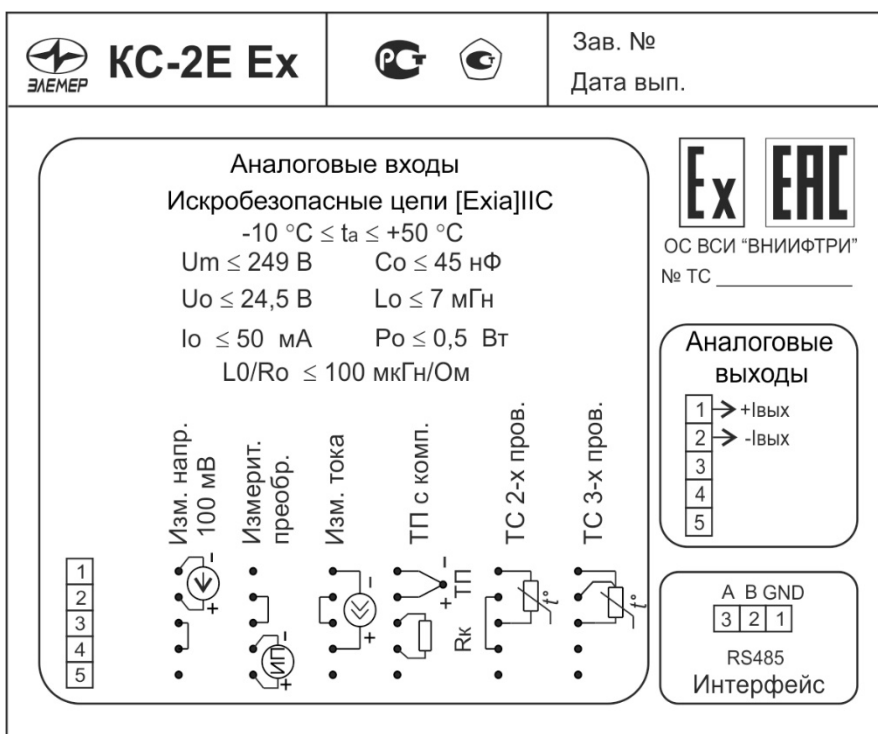 ЭЛЕМЕР
КС-2Е Ех
РСт
Зав. №
Дата вып.
Аналоговые входы
Искробезопасные цепи [Exia]IIC
-10 °C ≤ ta ≤ +50 °C
Um ≤ 249 В Co ≤ 45 нФ
Uo ≤ 24,5 В Lo ≤ 7 мГн
Io ≤ 50 мА Po ≤ 0,5 Вт
L0/Ro ≤ 100 мкГн/Ом
Изм. напр.
100 мВ
Измерит.
преобр.
Изм. тока
ТП с комп.
ТС 2-х пров.
ТС 3-х пров.
1
2
3
4
5
- +
ИП - +
- +
- + ТП
Rк
t°
t°
Ex ЕАС
ОС ВСИ “ВНИИФТРИ”
№ ТС ___________
Аналоговые
выходы
1 +Iвых
2 -Iвых
3
4
5
A B GND
3 2 1
RS485
Интерфейс